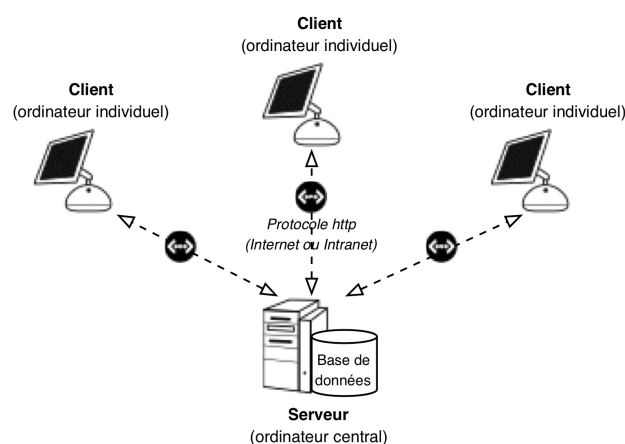 Client
(ordinateur individuel)
Client
(ordinateur individuel)
Client
(ordinateur individuel)
Protocole http
(Internet ou Intranet)
Base de
données
Serveur
(ordinateur central)